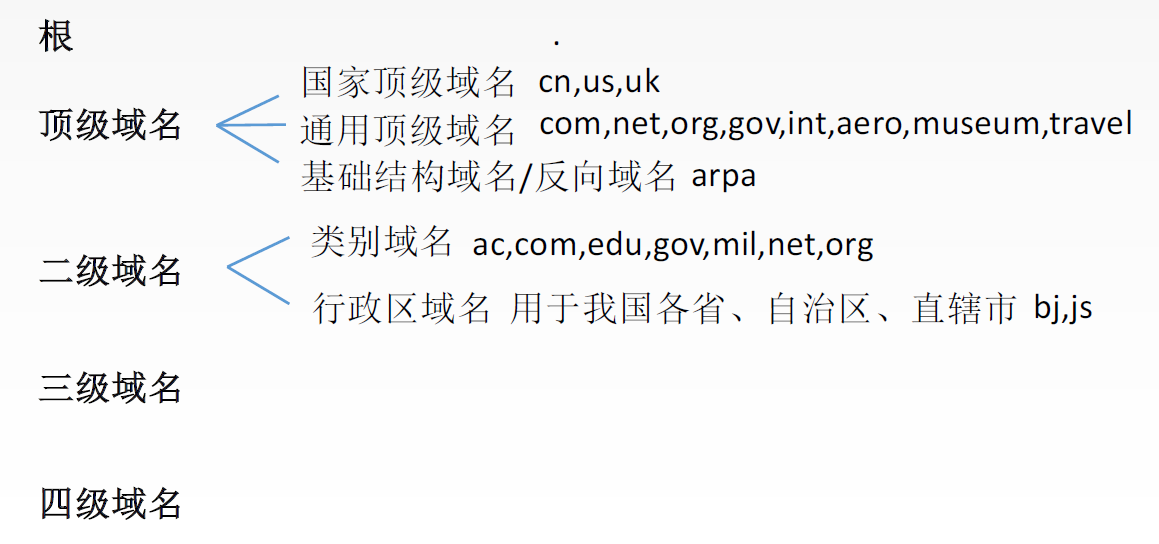 根 .
国家顶级域名 cn,us,uk
顶级域名
通用顶级域名 com,net,org,gov,int,aero,museum,travel
基础结构域名/反向域名 arpa
类别域名 ac,com,edu,gov,mil,net,org
二级域名
行政区域名 用于我国各省、自治区、直辖市 bj,js
三级域名
四级域名